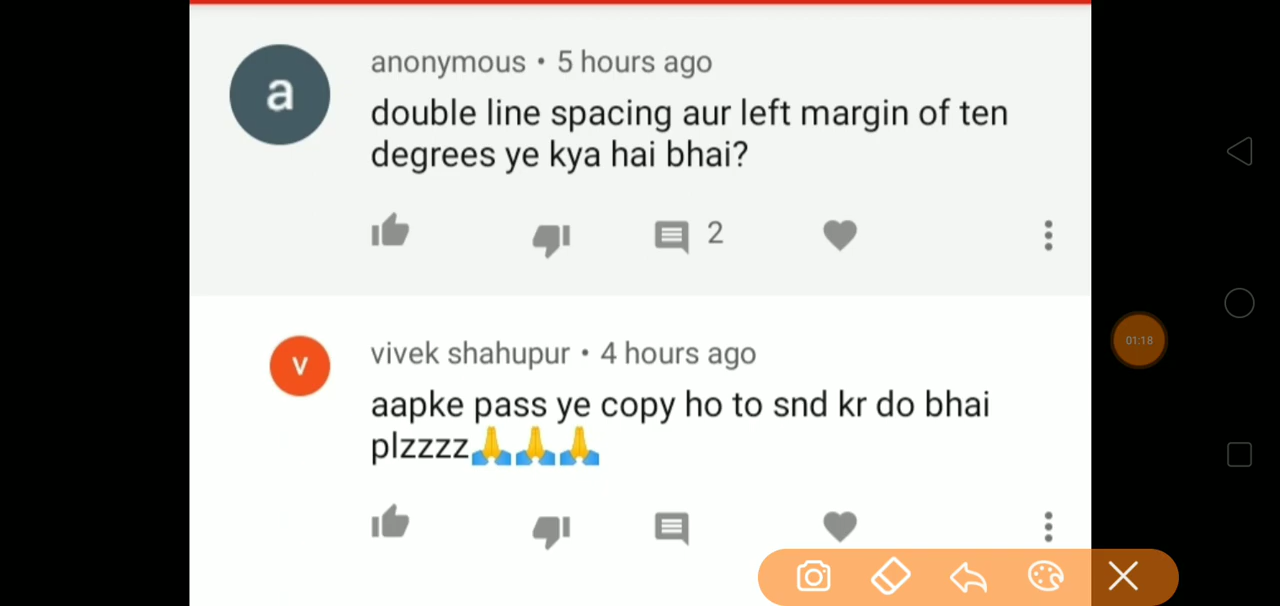 a
anonymous • 5 hours ago
double line spacing aur left margin of ten
degrees ye kya hai bhai?
2
v
vivek shahupur • 4 hours ago
aapke pass ye copy ho to snd kr do bhai
plzzzz🙏🙏🙏
01:18